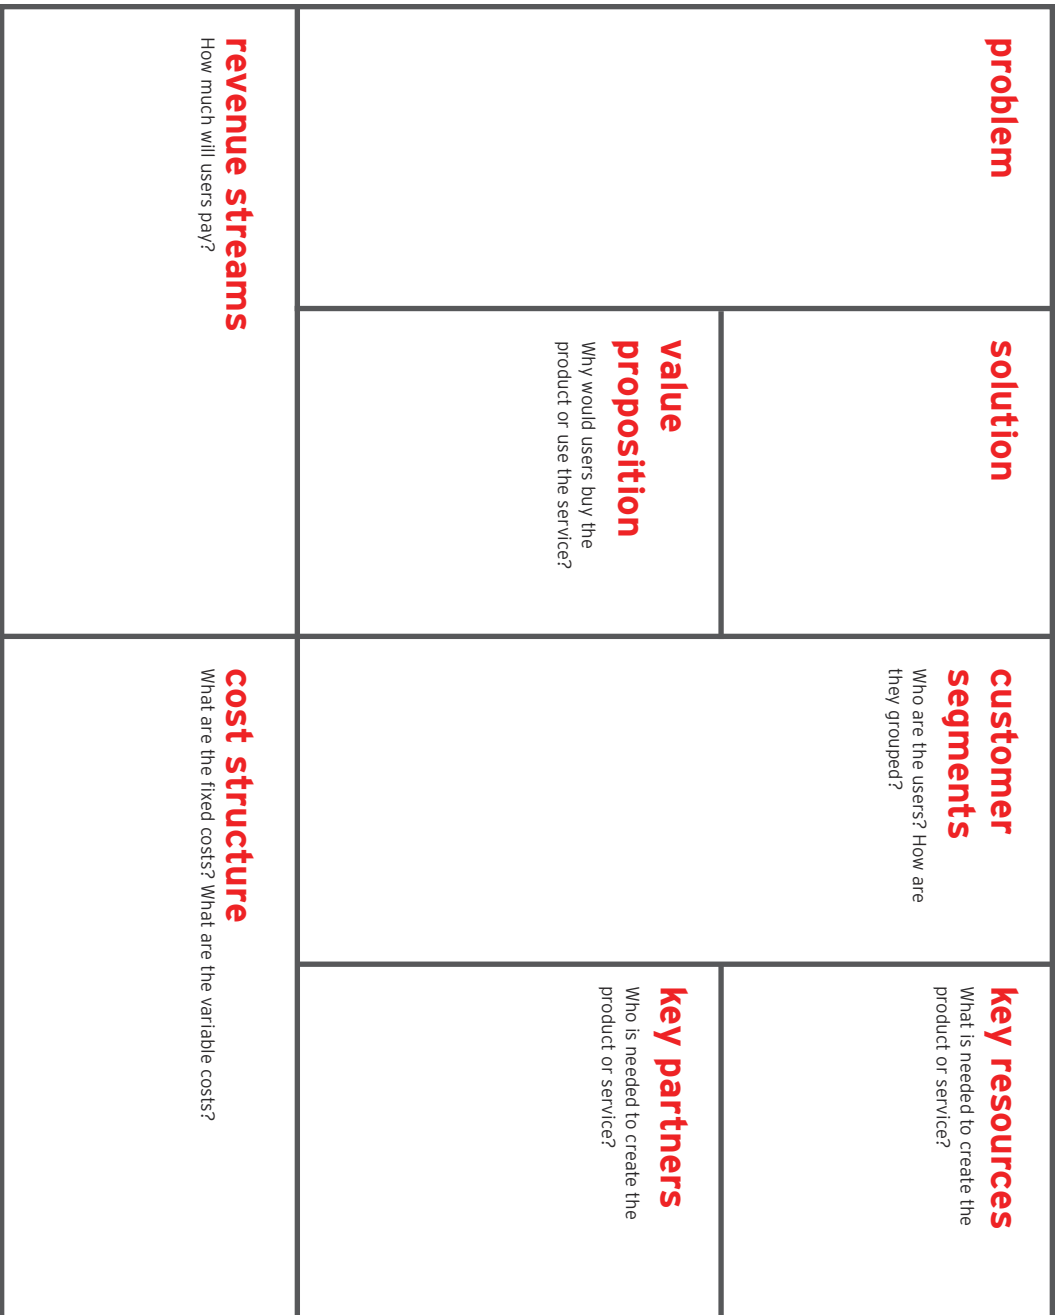 problem
solution
value
proposition
Why would users buy the
product or use the service?
customer
segments
Who are the users? How are
they grouped?
key resources
What is needed to create the
product or service?
key partners
Who is needed to create the
product or service?
revenue streams
How much will users pay?
cost structure
What are the fixed costs? What are the variable costs?